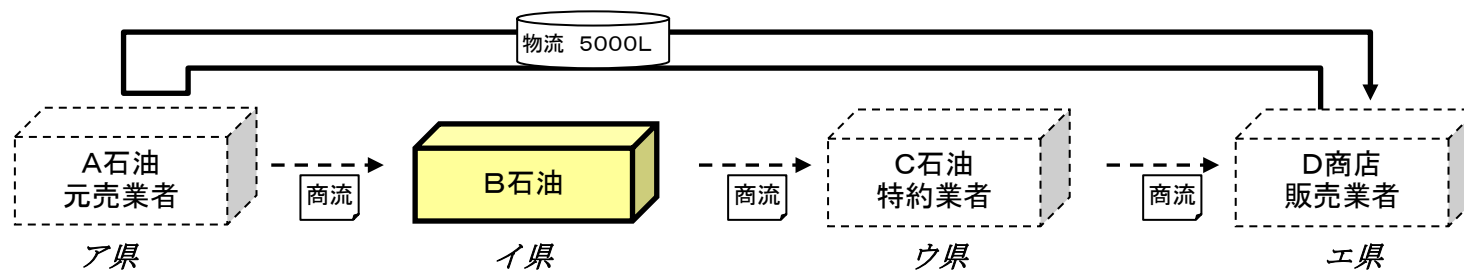 物流 5000L
A石油
元売業者
商流
B石油
商流
C石油
特約業者
商流
D商店
販売業者
ア県
イ県
ウ県
エ県